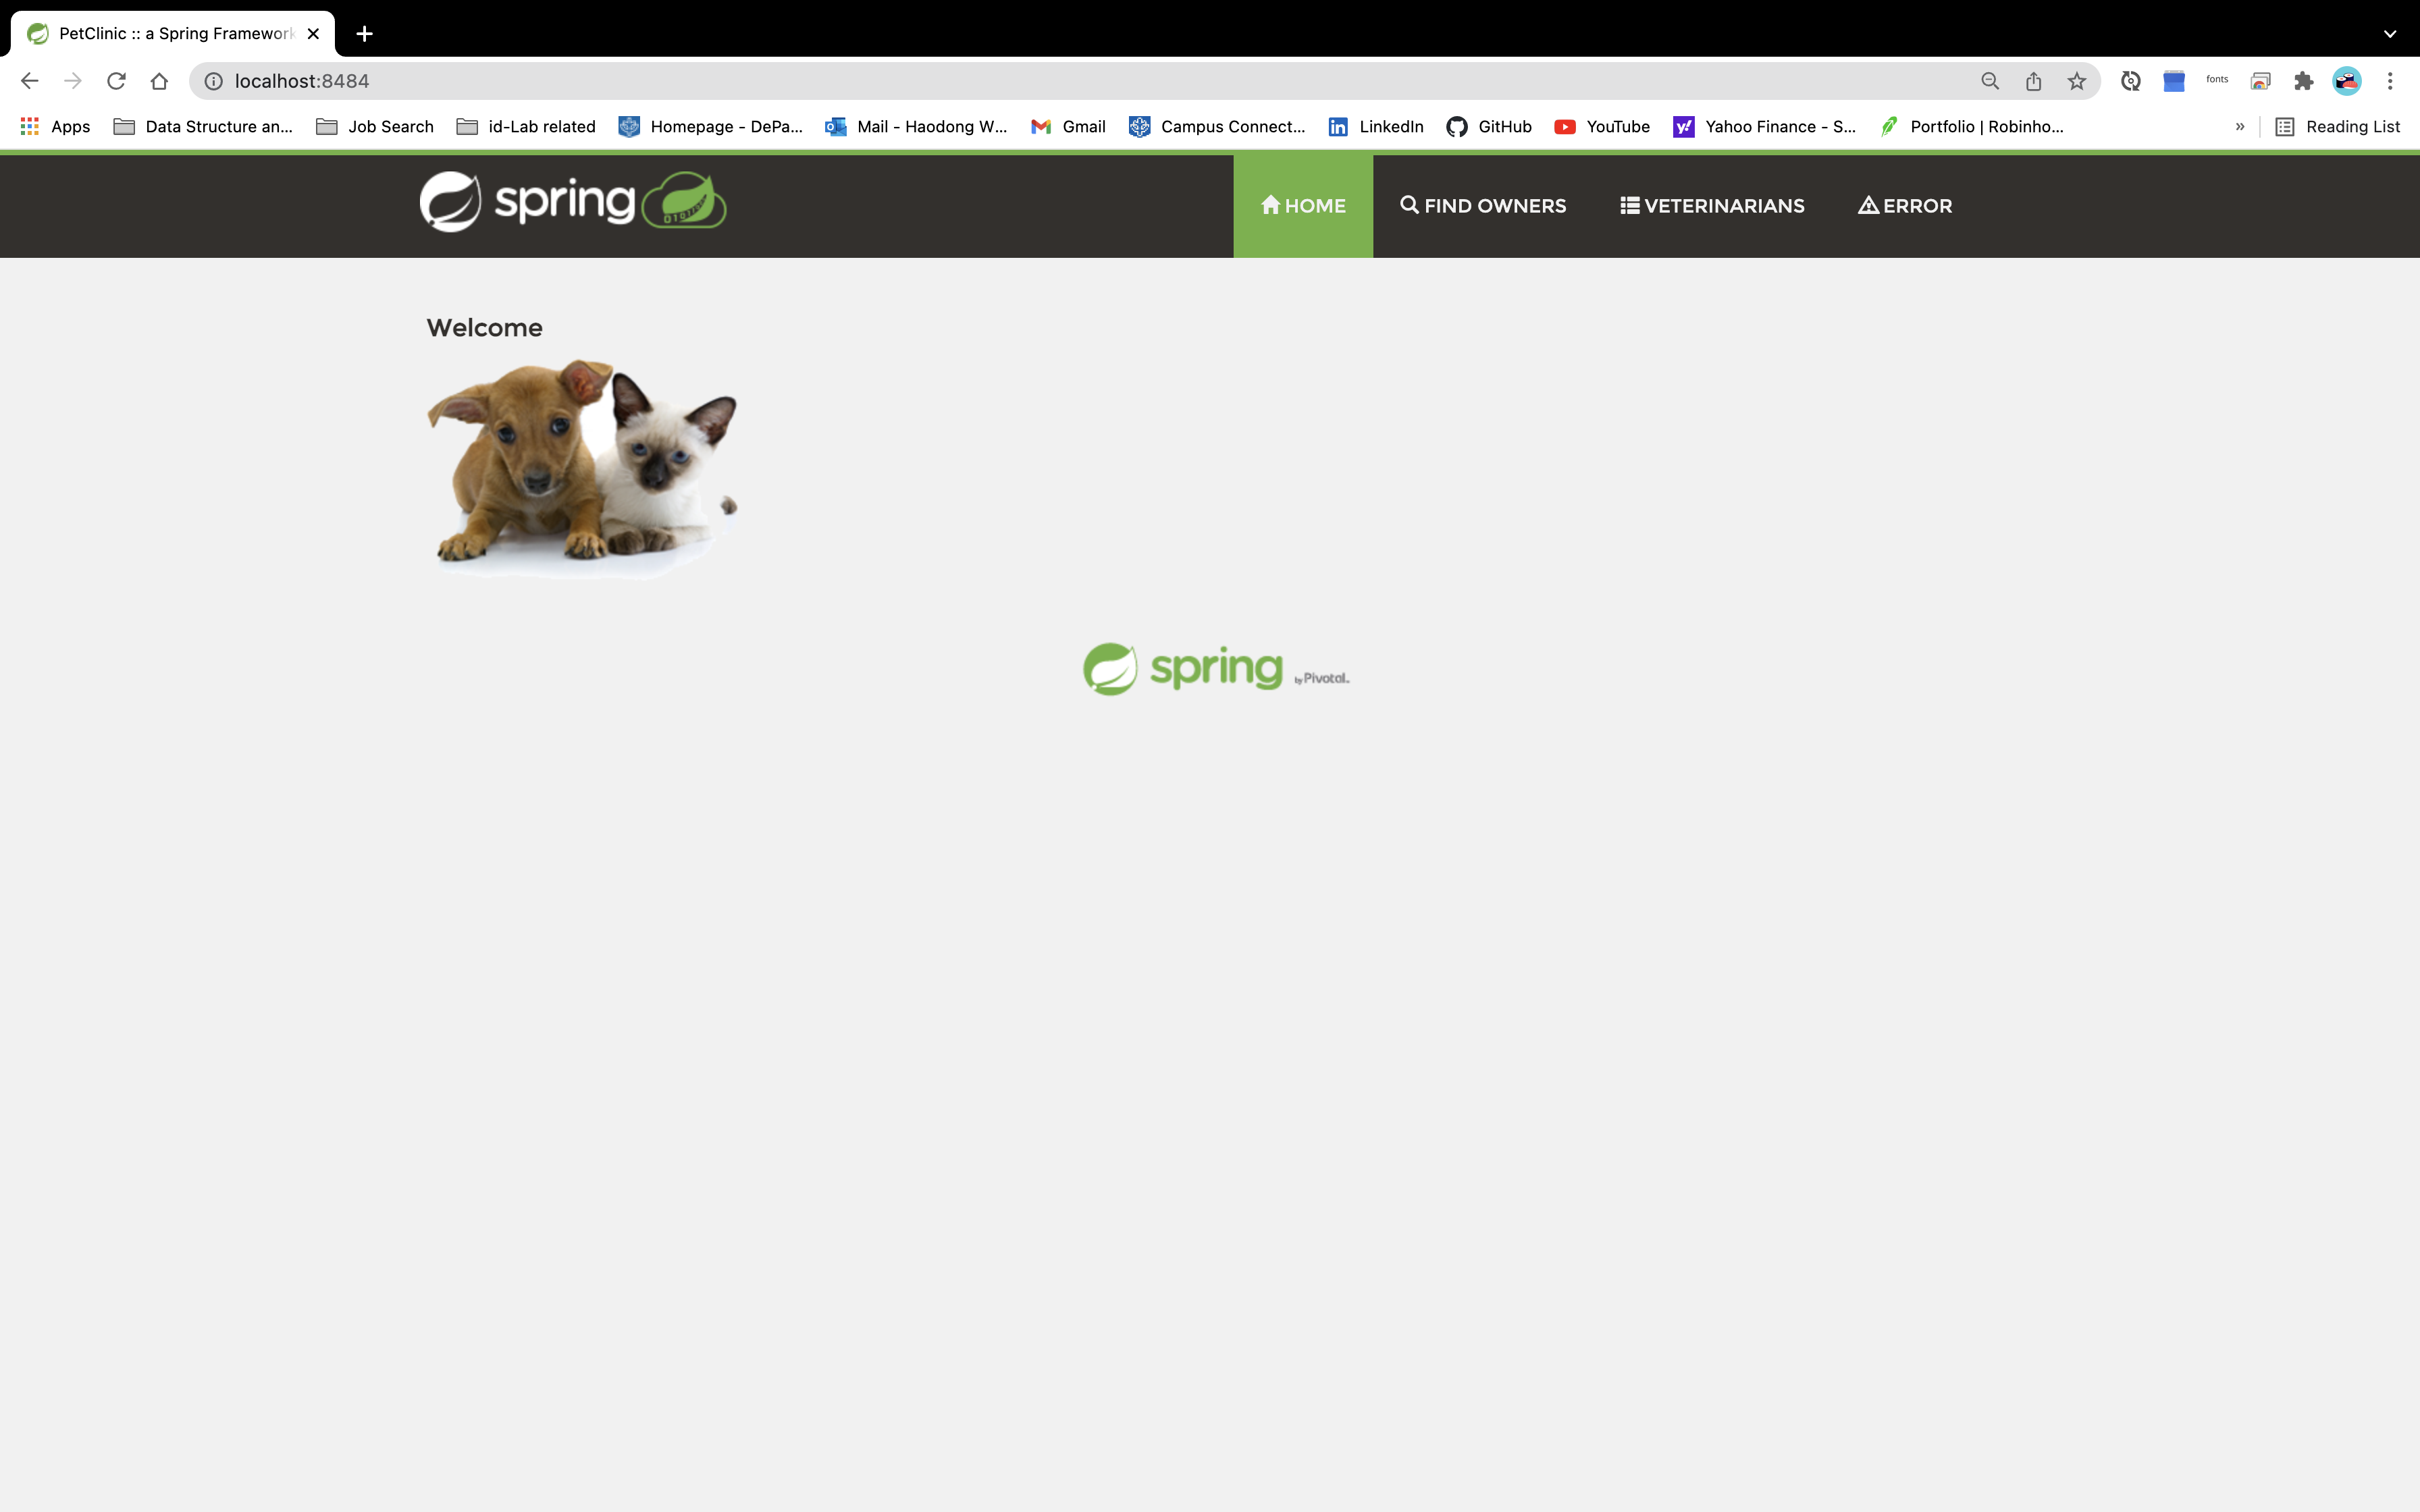 PetClinic :: a Spring Framework
localhost:8484
fonts
Apps
Data Structure an...
Job Search
id-Lab related
Homepage - DePa...
Mail - Haodong W...
Gmail
Campus Connect...
LinkedIn
GitHub
YouTube
Yahoo Finance - S...
Portfolio | Robinho...
»
Reading List
spring
HOME
FIND OWNERS
VETERINARIANS
ERROR
Welcome
spring by Pivotal™